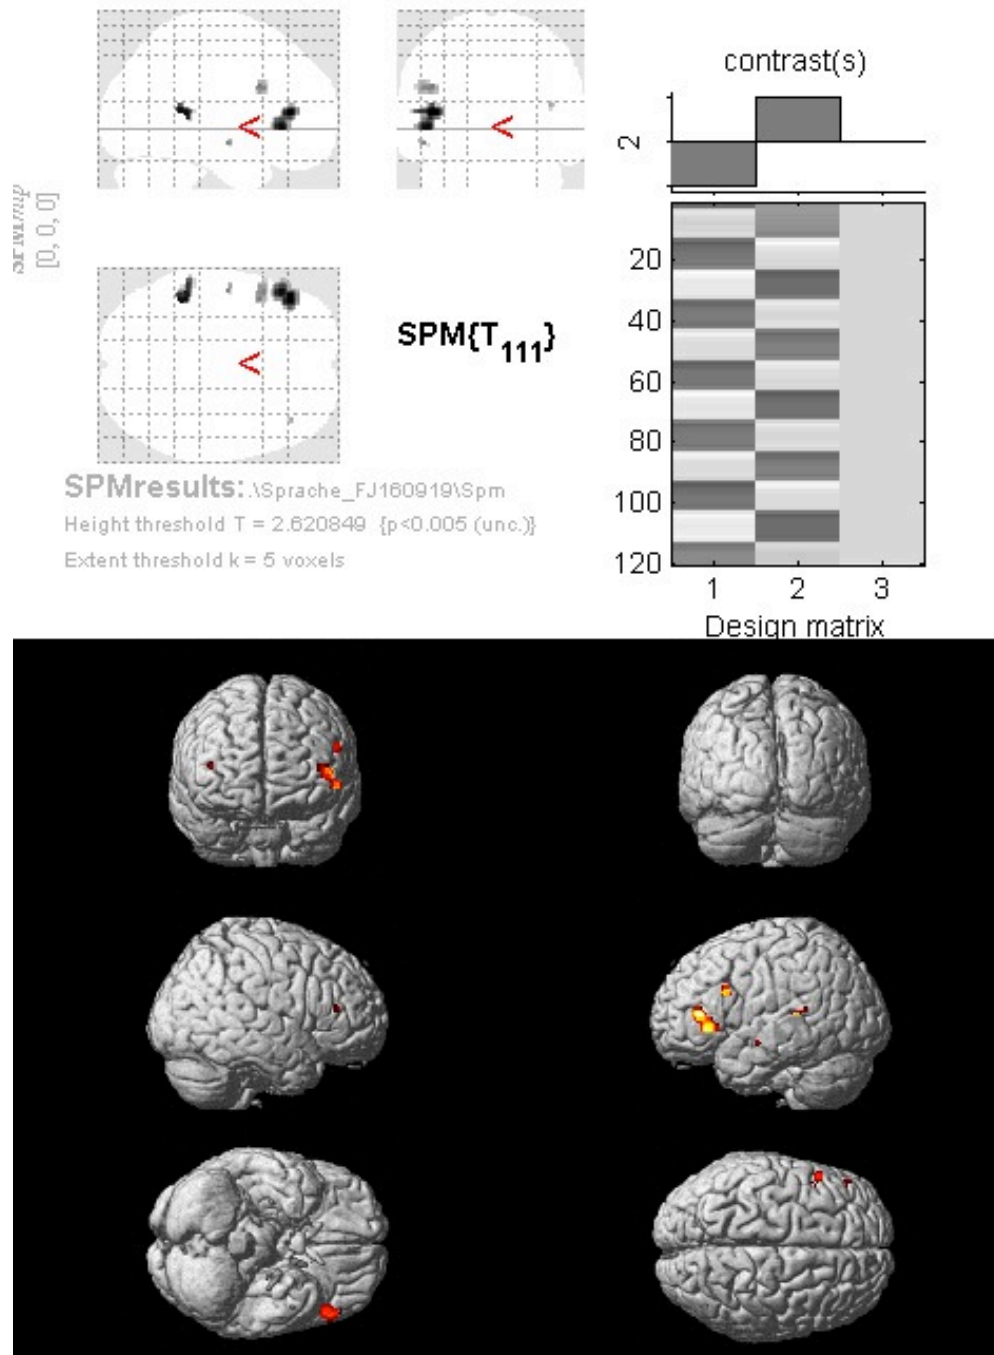 contrast(s)
2
[0, 0, 0]
20
40
60
80
100
120
1 2 3
Design matrix
<
<
<
SPM{T111}
SPMresults: .\Sprache_FJ160919\Spm
Height threshold T = 2.620849 {p<0.005 (unc.)}
Extent threshold k = 5 voxels